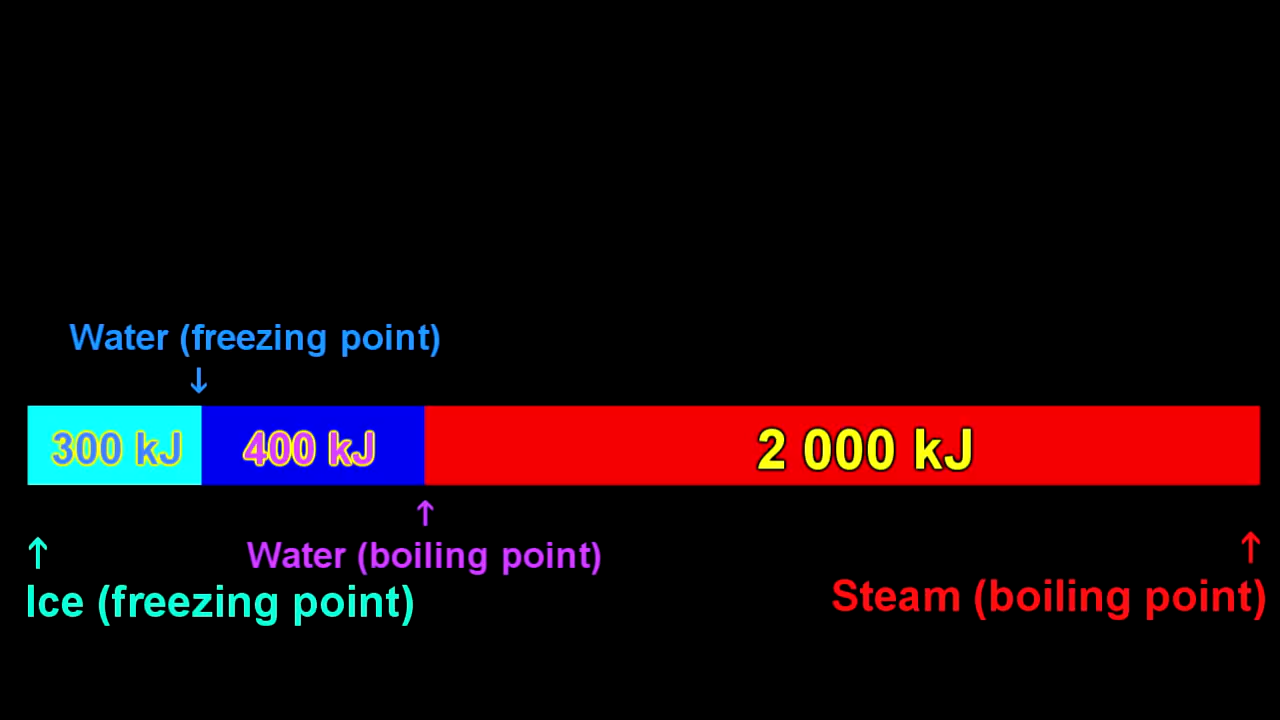 Water (freezing point)
↓
300 kJ 400 kJ 2 000 kJ
↑
Water (boiling point)
↑
Ice (freezing point)
↑
Steam (boiling point)